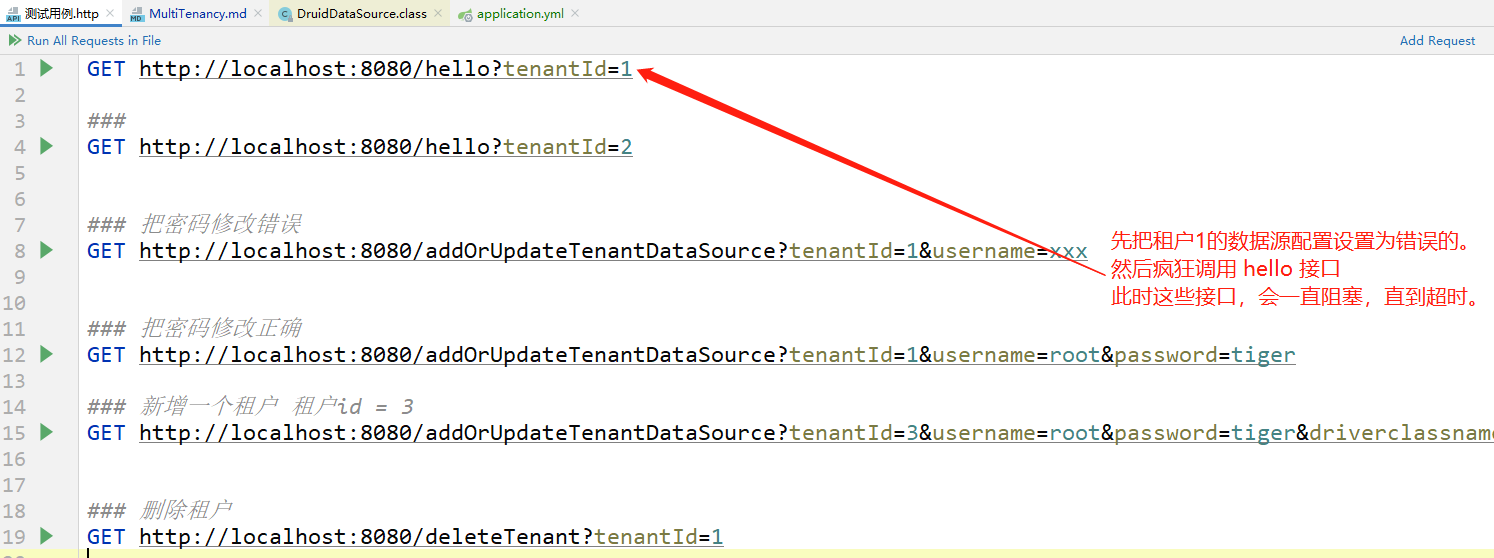 测试用例.http
MultiTenancy.md
DruidDataSource.class
application.yml
Run All Requests in File
Add Request
1 GET http://localhost:8080/hello?tenantId=1
2
3 ###
4 GET http://localhost:8080/hello?tenantId=2
5
6
7 ### 把密码修改错误
8 GET http://localhost:8080/addOrUpdateTenantDataSource?tenantId=1&username=xxx
9
10
11 ### 把密码修改正确
12 GET http://localhost:8080/addOrUpdateTenantDataSource?tenantId=1&username=root&password=tiger
13
14 ### 新增一个租户 租户id = 3
15 GET http://localhost:8080/addOrUpdateTenantDataSource?tenantId=3&username=root&password=tiger&driverclassname
16
17
18 ### 删除租户
19 GET http://localhost:8080/deleteTenant?tenantId=1
先把租户1的数据源配置设置为错误的。
然后疯狂调用 hello 接口
此时这些接口，会一直阻塞，直到超时。